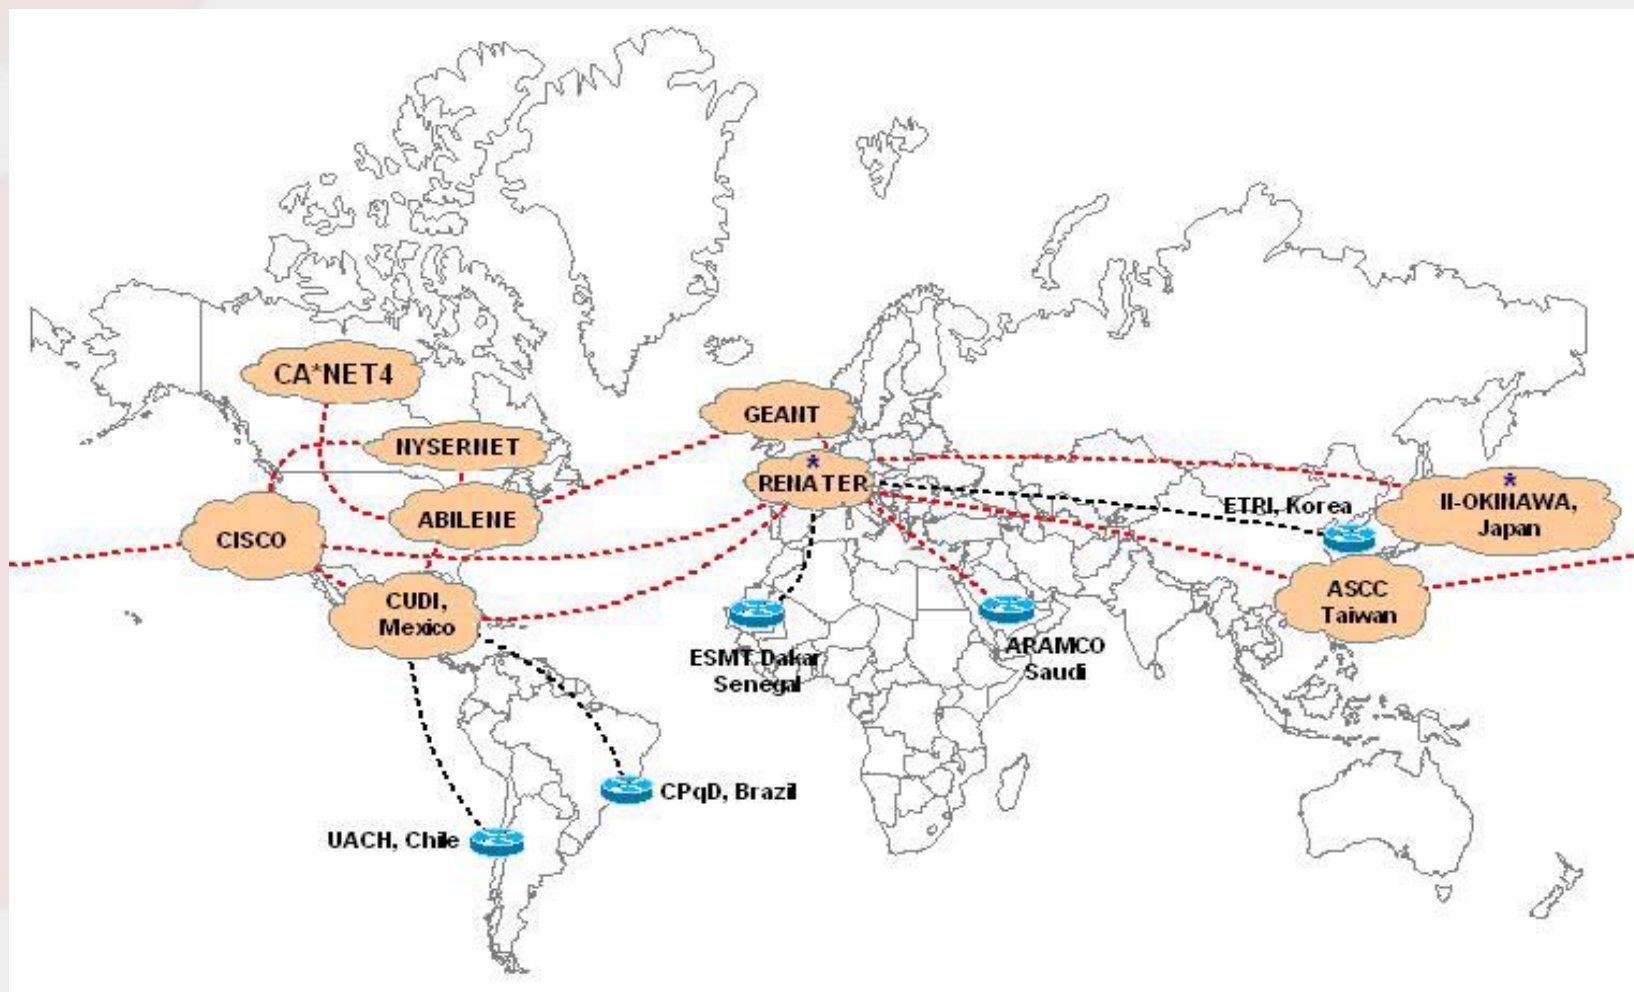 CA*NET4
GEANT
NYSERNET
*
RENATER
*
II-OKINAWA,
Japan
ETRI, Korea
ABILENE
CISCO
CUDI,
Mexico
ASCC
Taiwan
ESMT Dakar
Senegal
ARAMCO
Saudi
CPqD, Brazil
UACH, Chile